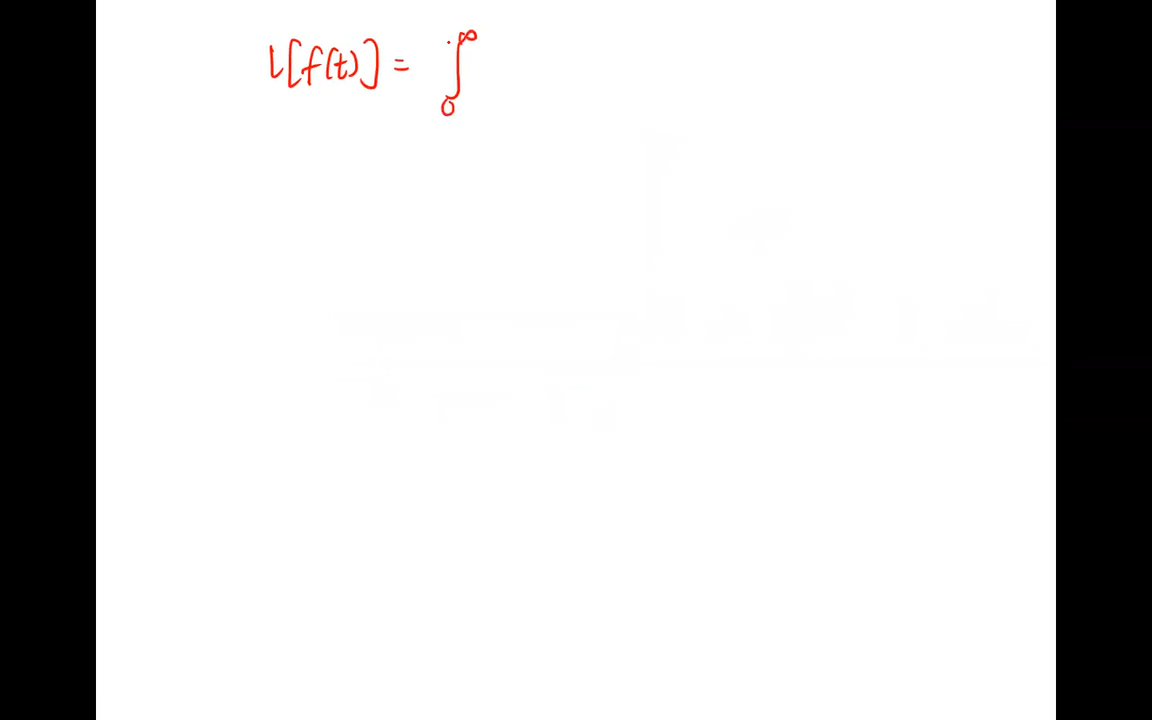 L[f(t)] = ∫₀^∞